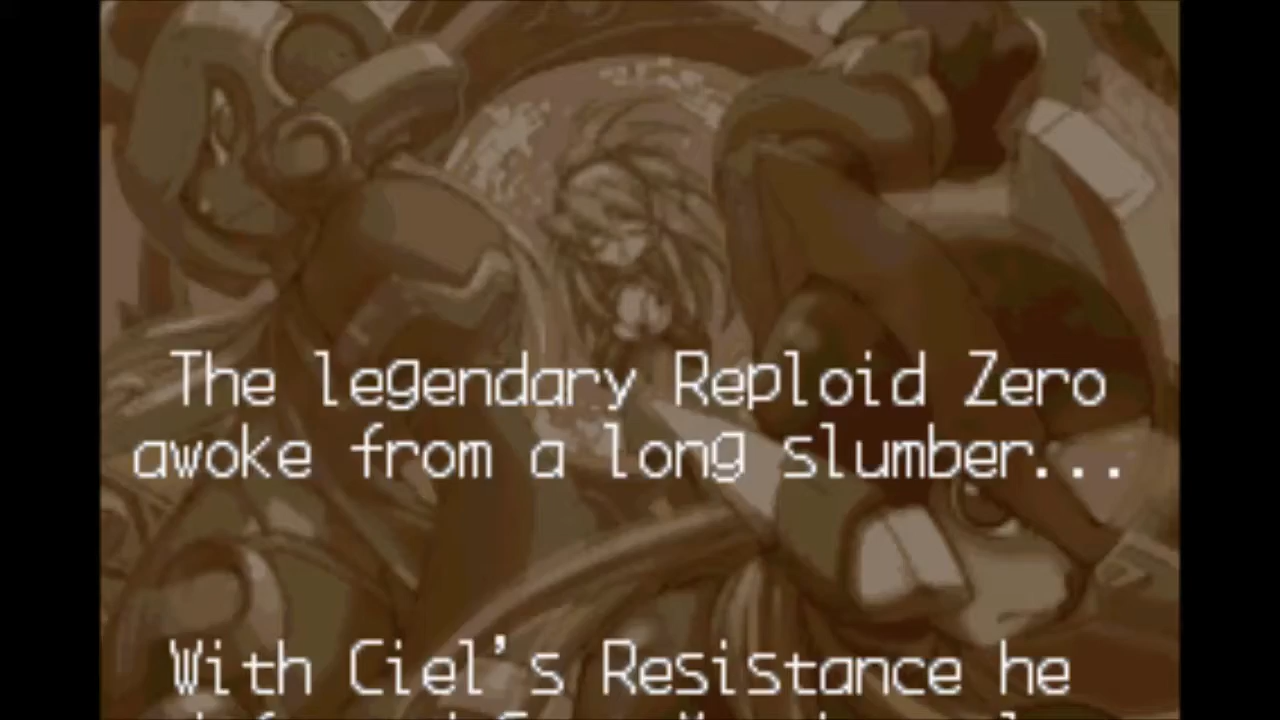 The legendary Reploid Zero
awoke from a long slumber...
With Ciel's Resistance he